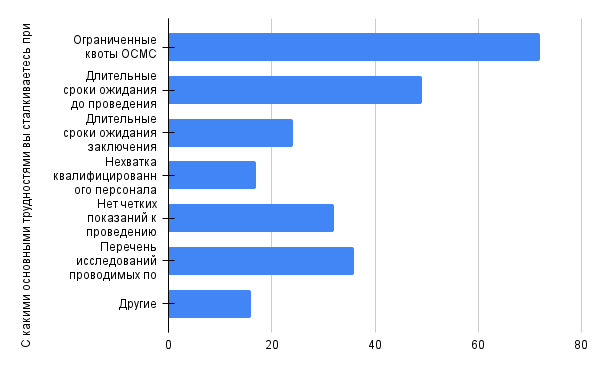 С какими основными трудностями вы сталкиваетесь при
Ограниченные
квоты ОСМС
Длительные
сроки ожидания
до проведения
Длительные
сроки ожидания
заключения
Нехватка
квалифицированн
ого персонала
Нет четких
показаний к
проведению
Перечень
исследований
проводимых по
Другие
0 20 40 60 80